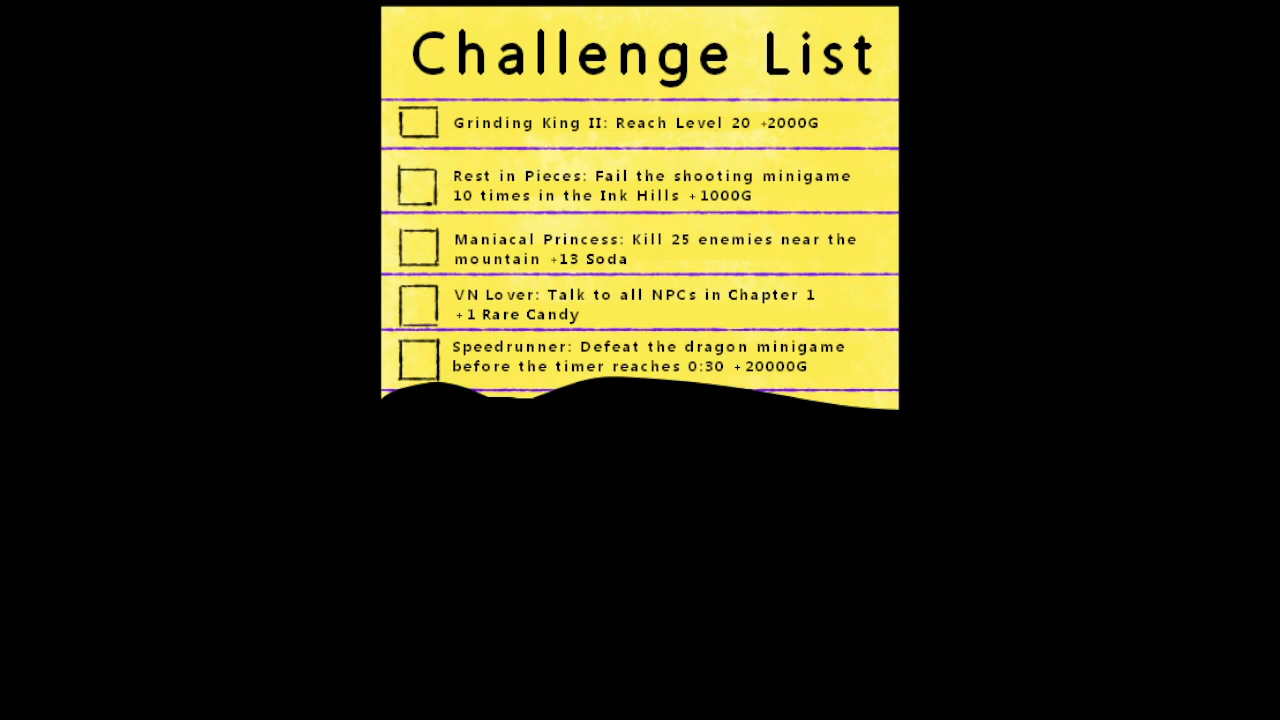 Challenge List
Grinding King II: Reach Level 20 +2000G
Rest in Pieces: Fail the shooting minigame
10 times in the Ink Hills +1000G
Maniacal Princess: Kill 25 enemies near the
mountain +13 Soda
VN Lover: Talk to all NPCs in Chapter 1
+1 Rare Candy
Speedrunner: Defeat the dragon minigame
before the timer reaches 0:30 +20000G